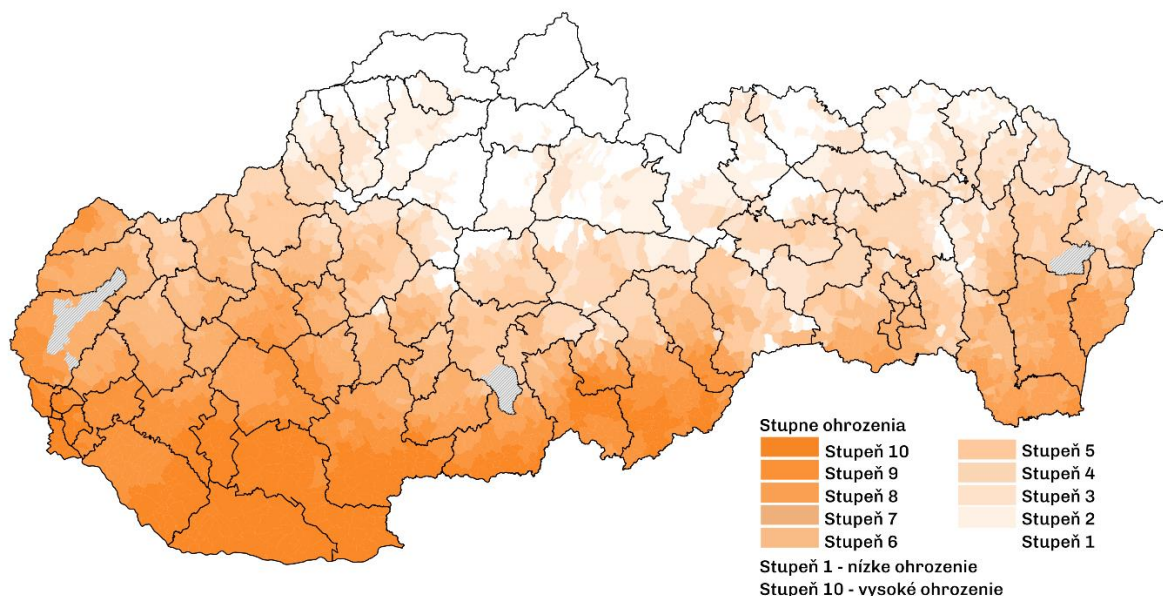 Stupne ohrozenia
Stupeň 10
Stupeň 9
Stupeň 8
Stupeň 7
Stupeň 6
Stupeň 5
Stupeň 4
Stupeň 3
Stupeň 2
Stupeň 1
Stupeň 1 - nízke ohrozenie
Stupeň 10 - vysoké ohrozenie